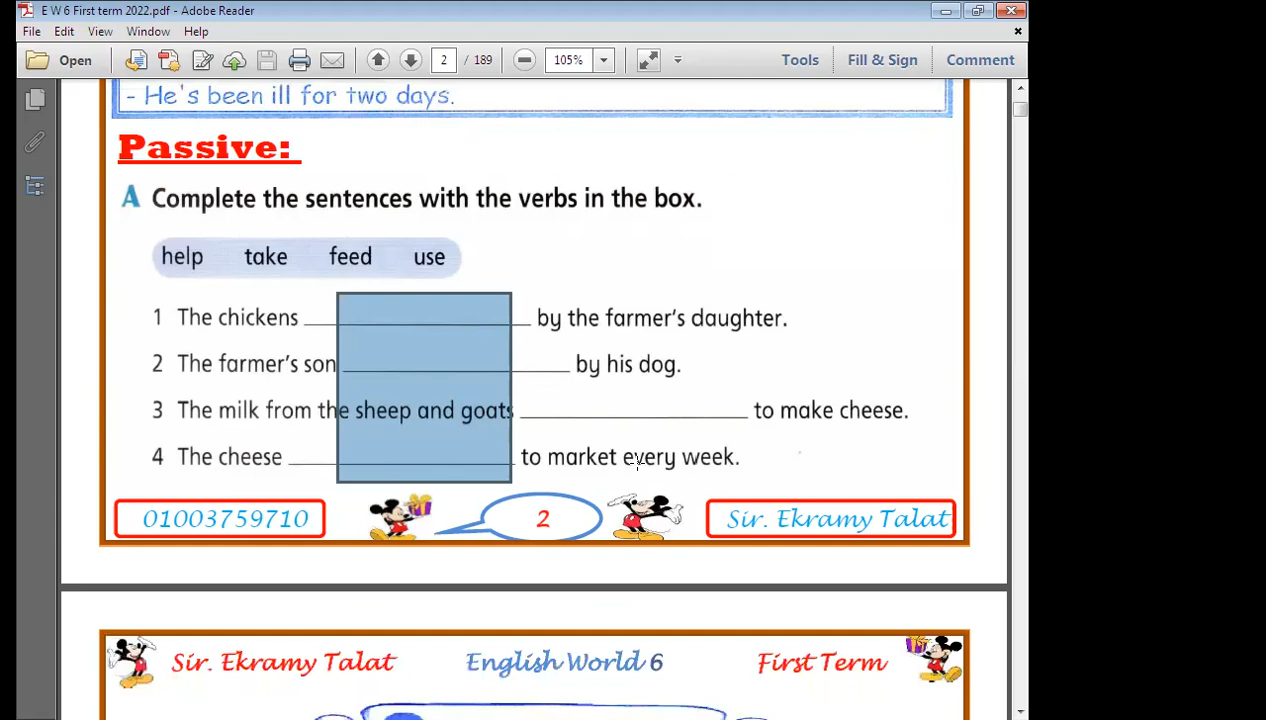 E W 6 First term 2022.pdf - Adobe Reader
File Edit View Window Help
Open 2 / 189 105% Tools Fill & Sign Comment
- He's been ill for two days.
Passive:
A Complete the sentences with the verbs in the box.
help take feed use
1 The chickens ____ by the farmer's daughter.
2 The farmer's son ____ by his dog.
3 The milk from the sheep and goats ____ to make cheese.
4 The cheese ____ to market every week.
01003759710 2 Sir. Ekramy Talat
Sir. Ekramy Talat English World 6 First Term